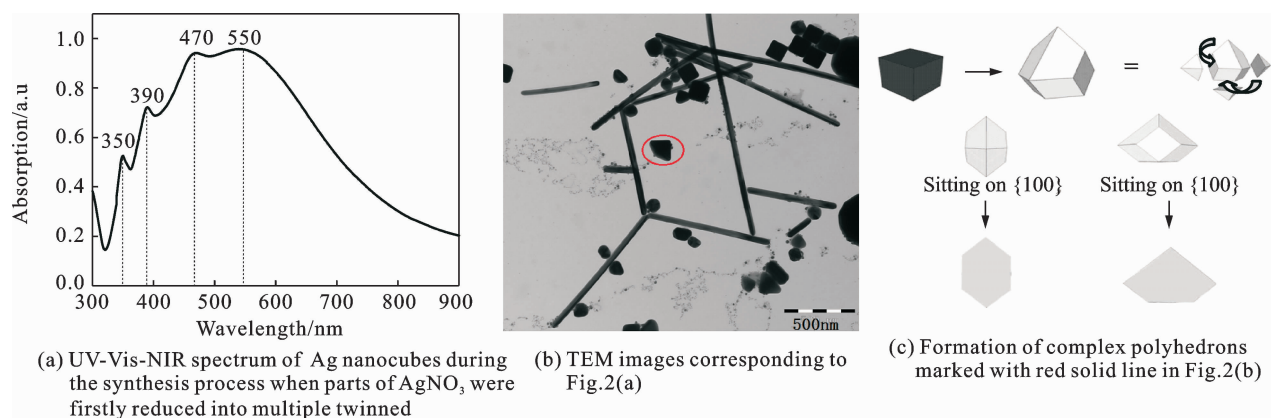 1.0
0.8
0.6
0.4
0.2
0.0
Absorption/a.u
350
390
470
550
300
400
500
600
700
800
900
Wavelength/nm
(a) UV-Vis-NIR spectrum of Ag nanocubes during
the synthesis process when parts of AgNO₃ were
firstly reduced into multiple twinned
500nm
(b) TEM images corresponding to
Fig.2(a)
=
Sitting on {100}
Sitting on {100}
(c) Formation of complex polyhedrons
marked with red solid line in Fig.2(b)